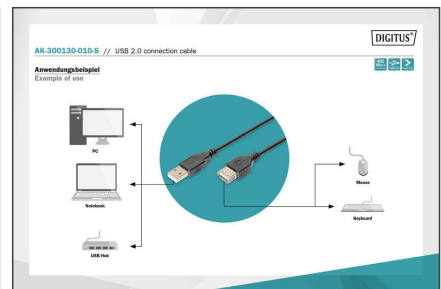 DIGITUS®
AK-300130-010-S // USB 2.0 connection cable
Anwendungsbeispiel
Example of use
PC
Notebook
USB Hub
Mouse
Keyboard